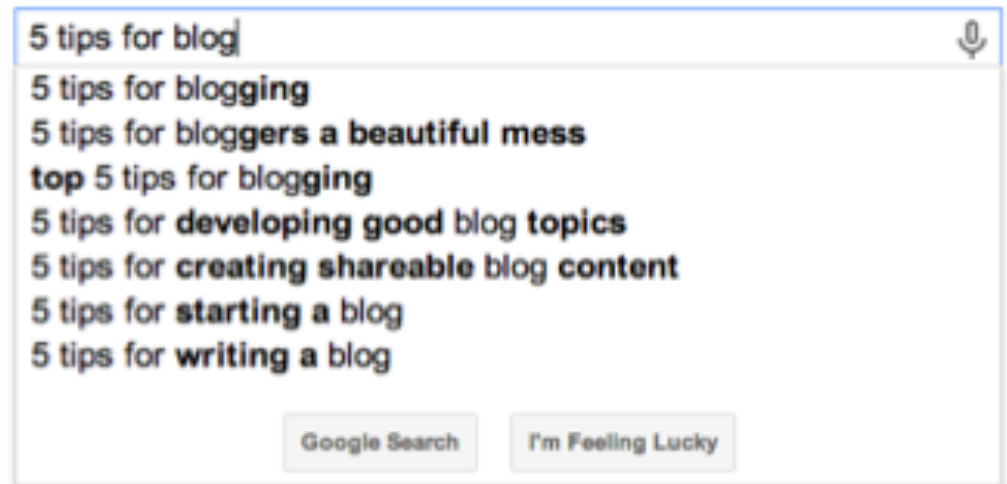 5 tips for blog
5 tips for blogging
5 tips for bloggers a beautiful mess
top 5 tips for blogging
5 tips for developing good blog topics
5 tips for creating shareable blog content
5 tips for starting a blog
5 tips for writing a blog
Google Search I'm Feeling Lucky